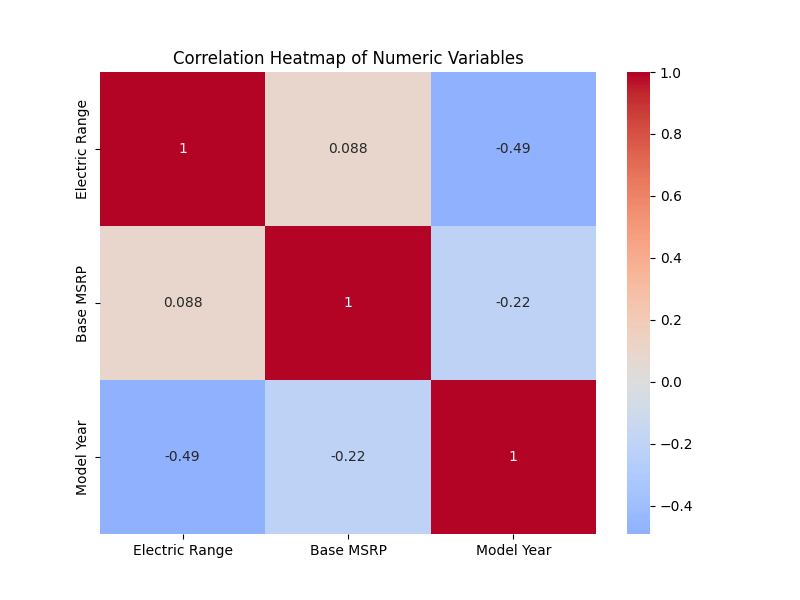 Correlation Heatmap of Numeric Variables
Electric Range
1
0.088
-0.49
Base MSRP
0.088
1
-0.22
Model Year
-0.49
-0.22
1
Electric Range
Base MSRP
Model Year
1.0
0.8
0.6
0.4
0.2
0.0
−0.2
−0.4